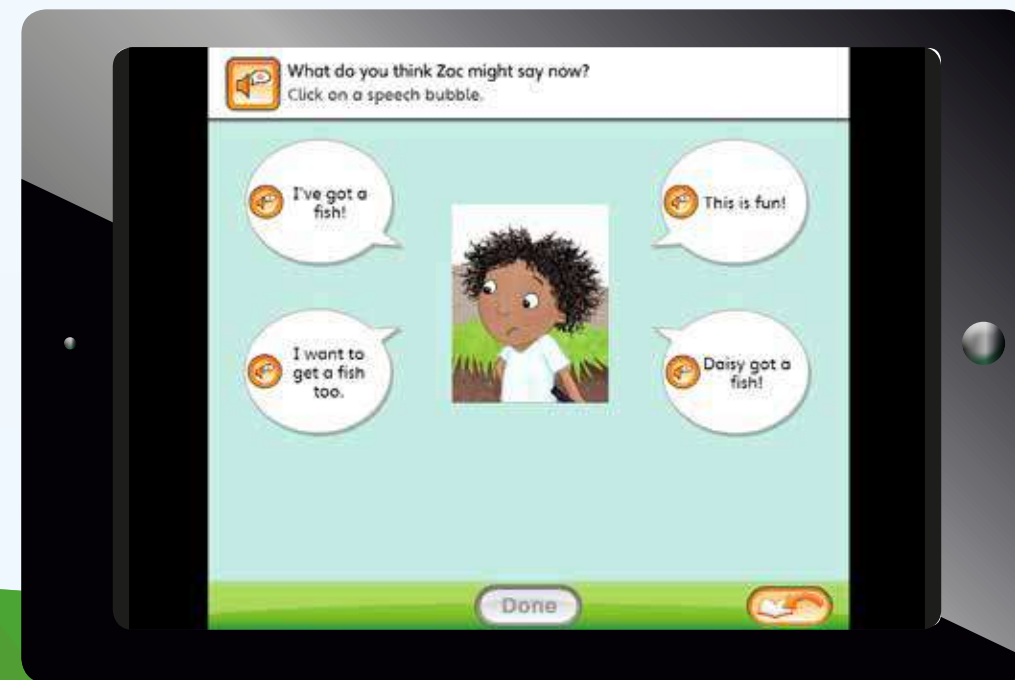 What do you think Zac might say now?
Click on a speech bubble.
I've got a
fish!
This is fun!
I want to
get a fish
too.
Daisy got a
fish!
Done